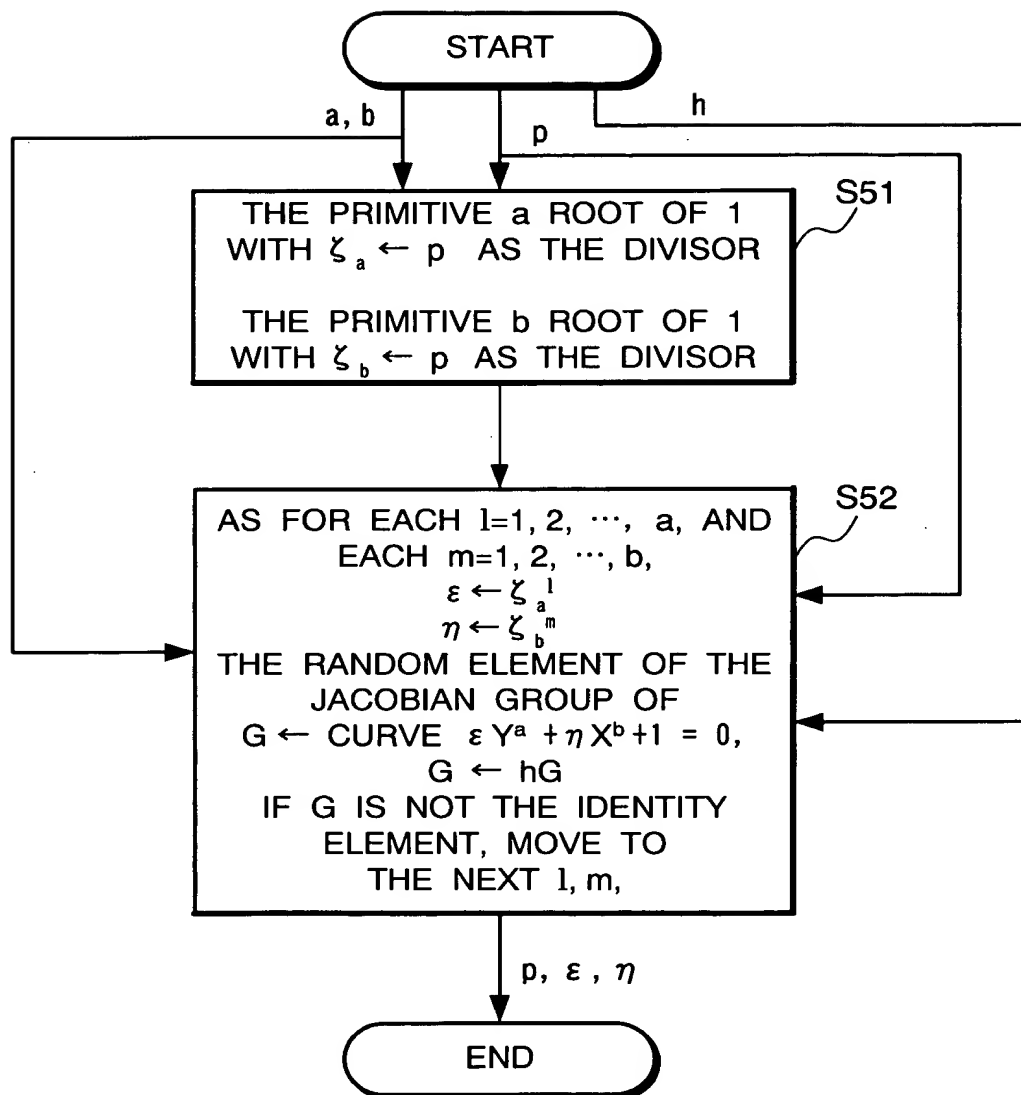 START
a, b
p
h
S51
THE PRIMITIVE a ROOT OF 1
WITH ζa ← p AS THE DIVISOR
THE PRIMITIVE b ROOT OF 1
WITH ζb ← p AS THE DIVISOR
S52
AS FOR EACH l=1, 2, ⋯, a, AND
EACH m=1, 2, ⋯, b,
ε ← ζa^l
η ← ζb^m
THE RANDOM ELEMENT OF THE
JACOBIAN GROUP OF
G ← CURVE εY^a +ηX^b+1 = 0,
G ← hG
IF G IS NOT THE IDENTITY
ELEMENT, MOVE TO
THE NEXT l, m,
p, ε, η
END